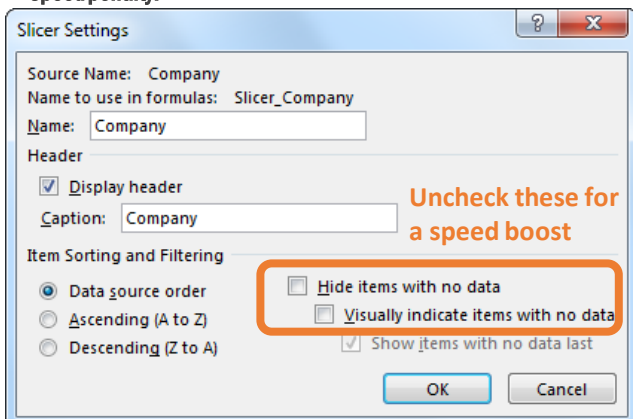 speed penalty.
Slicer Settings
Source Name: Company
Name to use in formulas: Slicer_Company
Name: Company
Header
Display header
Caption: Company
Uncheck these for
a speed boost
Item Sorting and Filtering
Data source order
Ascending (A to Z)
Descending (Z to A)
Hide items with no data
Visually indicate items with no data
Show items with no data last
OK Cancel